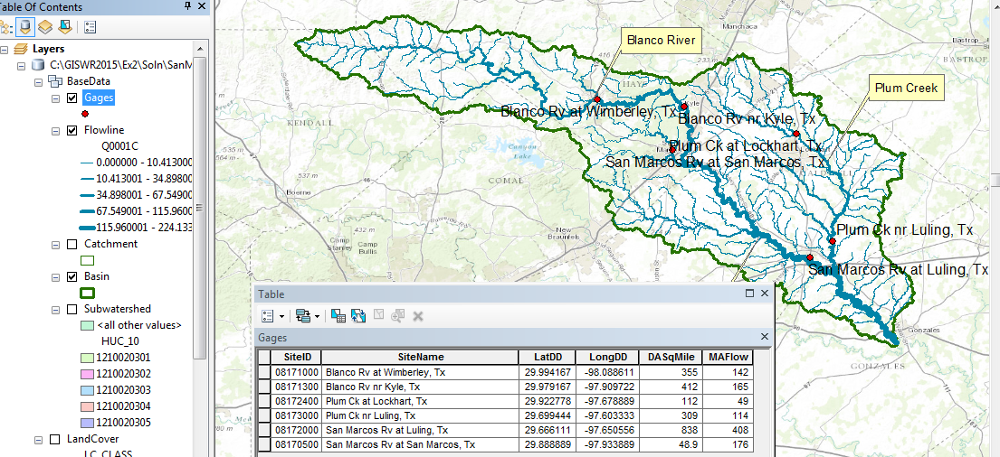 Table Of Contents
Layers
C:\GISWR2015\Ex2\Soln\SanM
BaseData
Gages
Flowline
Q0001C
0.000000 - 10.413000
10.413001 - 34.898000
34.898001 - 67.54900
67.549001 - 115.9600
115.960001 - 224.133
Catchment
Basin
Subwatershed
<all other values>
HUC_10
1210020301
1210020302
1210020303
1210020304
1210020305
LandCover
LC_CLASS
Manchaca
Blanco River
433 m
Bastrop
BASTROP
HAYS
Plum Creek
Blanco Rv at Wimberley, Tx
Kyle
Blanco Rv nr Kyle, Tx
KENDALL
Plum Ck at Lockhart, Tx
San Marcos Rv at San Marcos, Tx
Canyon
Lake
535 m
564 m
537 m
COMAL
Boerne
Plum Ck nr Luling, Tx
New
Braunfels
Camp
Stanley
Camp
Bullis
San Marcos Rv at Luling, Tx
Gonzales
GONZALES
Table
Gages
SiteID SiteName LatDD LongDD DASqMile MAFlow
08171000 Blanco Rv at Wimberley, Tx 29.994167 -98.088611 355 142
08171300 Blanco Rv nr Kyle, Tx 29.979167 -97.909722 412 165
08172400 Plum Ck at Lockhart, Tx 29.922778 -97.678889 112 49
08173000 Plum Ck nr Luling, Tx 29.699444 -97.603333 309 114
08172000 San Marcos Rv at Luling, Tx 29.666111 -97.650556 838 408
08170500 San Marcos Rv at San Marcos, Tx 29.888889 -97.933889 48.9 176